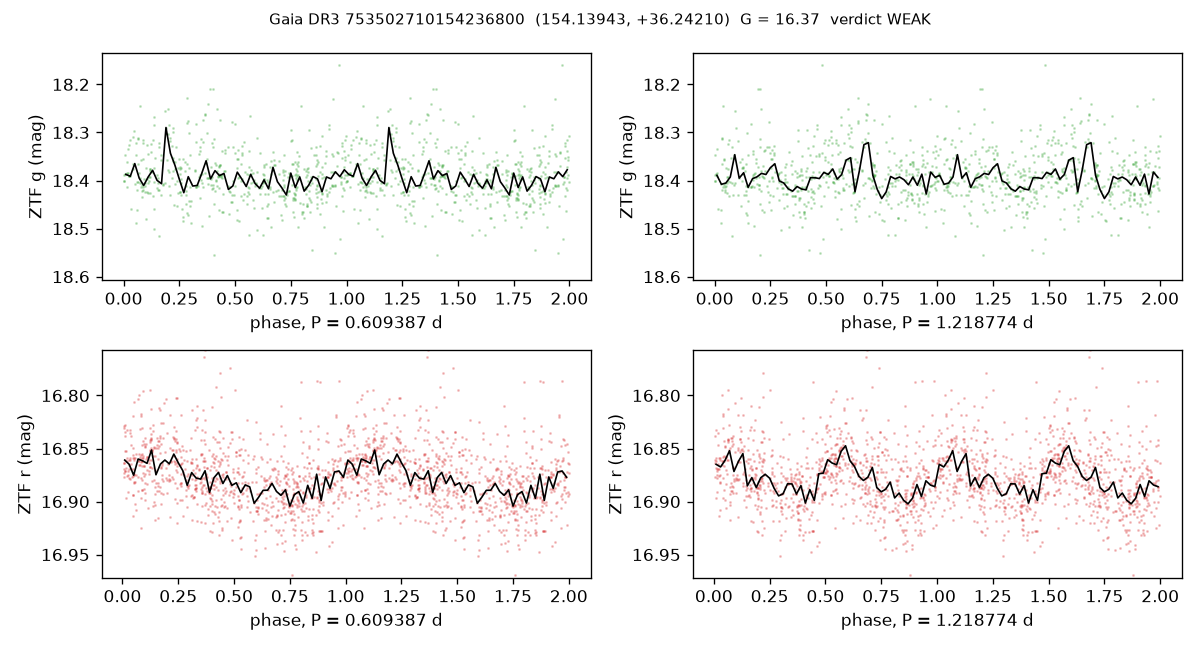 Gaia DR3 753502710154236800  (154.13943, +36.24210)  G = 16.37  verdict WEAK
ZTF g (mag)
18.2
18.3
18.4
18.5
18.6
0.00 0.25 0.50 0.75 1.00 1.25 1.50 1.75 2.00
phase, P = 0.609387 d
ZTF g (mag)
18.2
18.3
18.4
18.5
18.6
0.00 0.25 0.50 0.75 1.00 1.25 1.50 1.75 2.00
phase, P = 1.218774 d
ZTF r (mag)
16.80
16.85
16.90
16.95
0.00 0.25 0.50 0.75 1.00 1.25 1.50 1.75 2.00
phase, P = 0.609387 d
ZTF r (mag)
16.80
16.85
16.90
16.95
0.00 0.25 0.50 0.75 1.00 1.25 1.50 1.75 2.00
phase, P = 1.218774 d